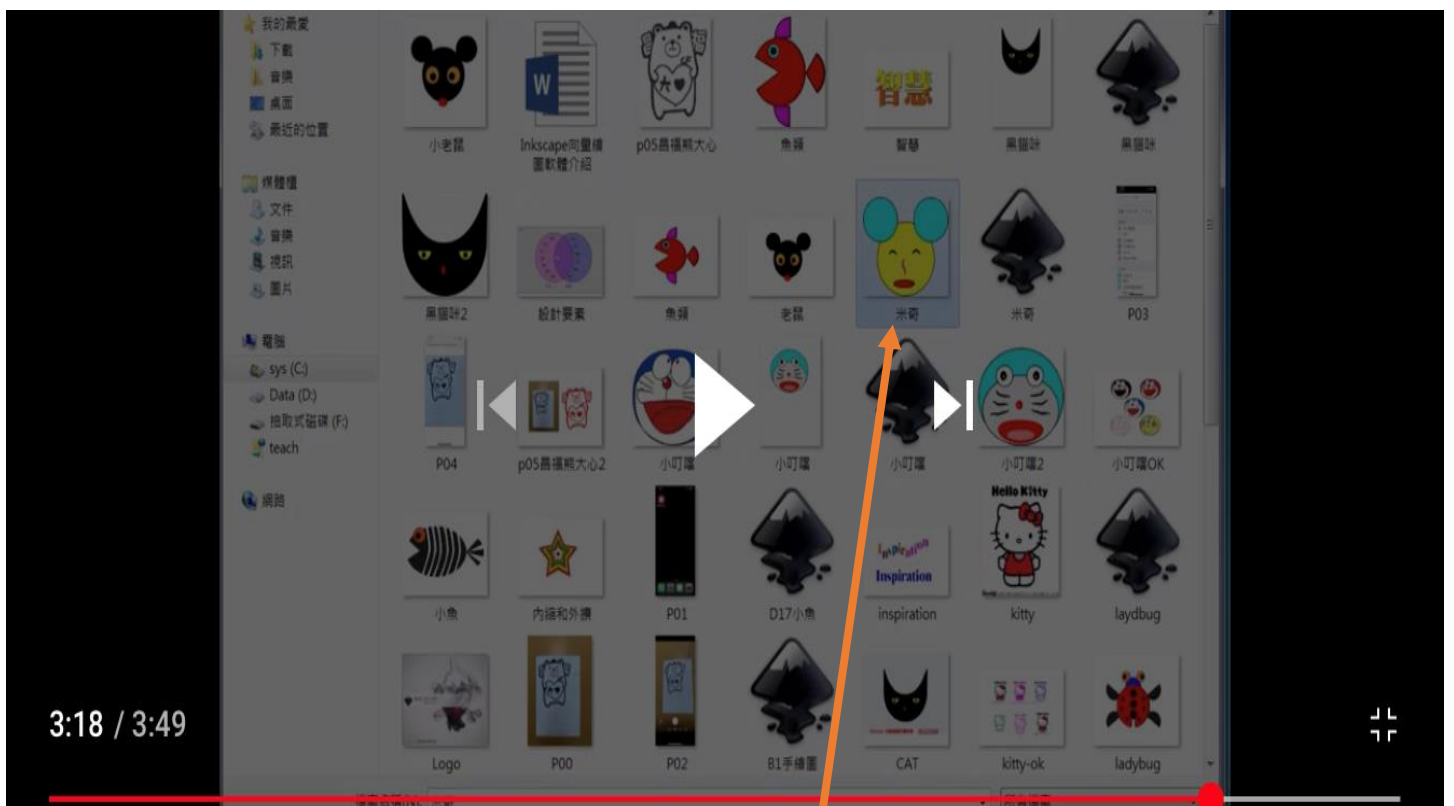 我的最愛
下載
音樂
桌面
最近的位置
媒體櫃
文件
音樂
視訊
圖片
電腦
sys (C:)
Data (D:)
抽取式磁碟 (F:)
teach
網路
智慧
小老鼠
Inkscape向量繪
圖軟體介紹
p05昌福熊大心
魚類
智慧
黑貓咪
黑貓咪
黑貓咪2
設計要素
魚類
老鼠
米奇
米奇
P03
P04
p05昌福熊大心2
小叮噹
小叮噹
小叮噹
小叮噹2
小叮噹OK
Hello Kitty
Inspiration
Inspiration
小魚
內縮和外擴
P01
D17小魚
inspiration
kitty
laydbug
3:18 / 3:49
Logo
P00
P02
B1手繪圖
CAT
kitty-ok
ladybug